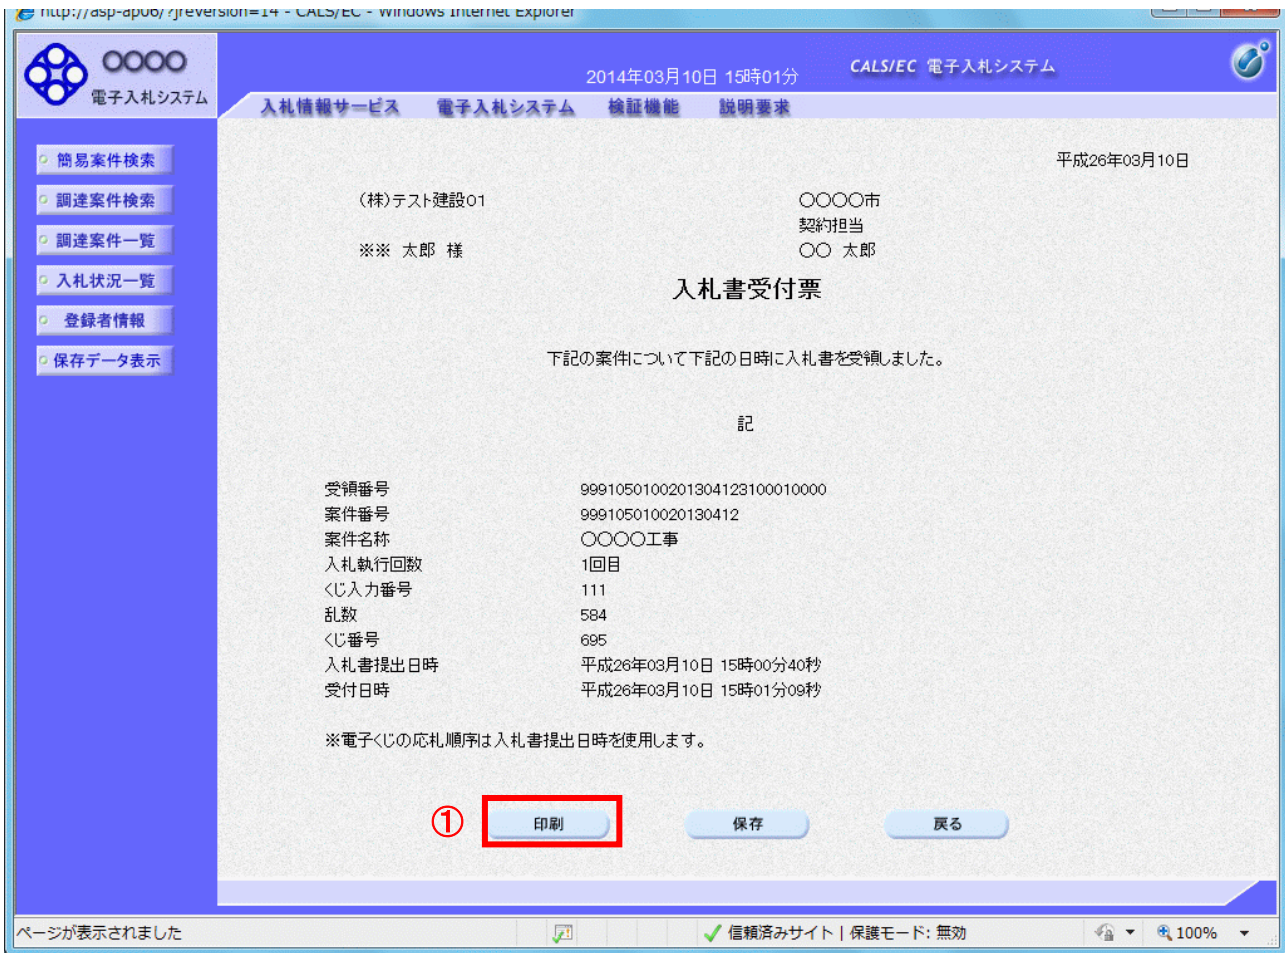 http://asp-ap06/?jreversion=14 - CALS/EC - Windows Internet Explorer
○○○○
電子入札システム
2014年03月10日 15時01分
CALS/EC 電子入札システム
入札情報サービス 電子入札システム 検証機能 説明要求
簡易案件検索
調達案件検索
調達案件一覧
入札状況一覧
登録者情報
保存データ表示
平成26年03月10日
(株)テスト建設01
○○○○市
契約担当
※※ 太郎 様
○○ 太郎
入札書受付票
下記の案件について下記の日時に入札書を受領しました。
記
受領番号 9991050100201304123100010000
案件番号 999105010020130412
案件名称 ○○○○工事
入札執行回数 1回目
くじ入力番号 111
乱数 584
くじ番号 695
入札書提出日時 平成26年03月10日 15時00分40秒
受付日時 平成26年03月10日 15時01分09秒
※電子くじの応札順序は入札書提出日時を使用します。
① 印刷 保存 戻る
ページが表示されました 信頼済みサイト | 保護モード: 無効 100%